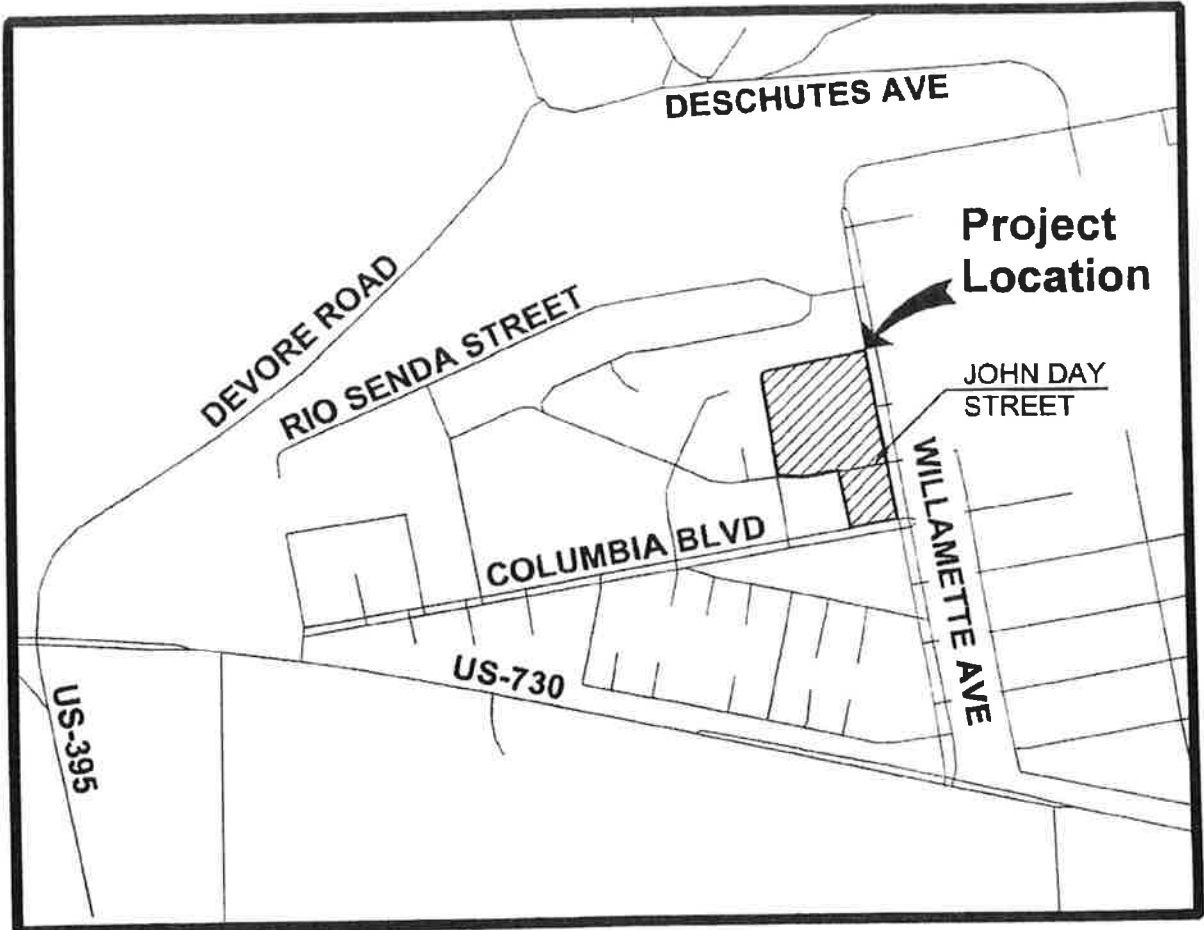 DESCHUTES AVE
Project
Location
DEVORE ROAD
RIO SENDA STREET
JOHN DAY
STREET
WILLAMETTE AVE
COLUMBIA BLVD
US-730
US-395